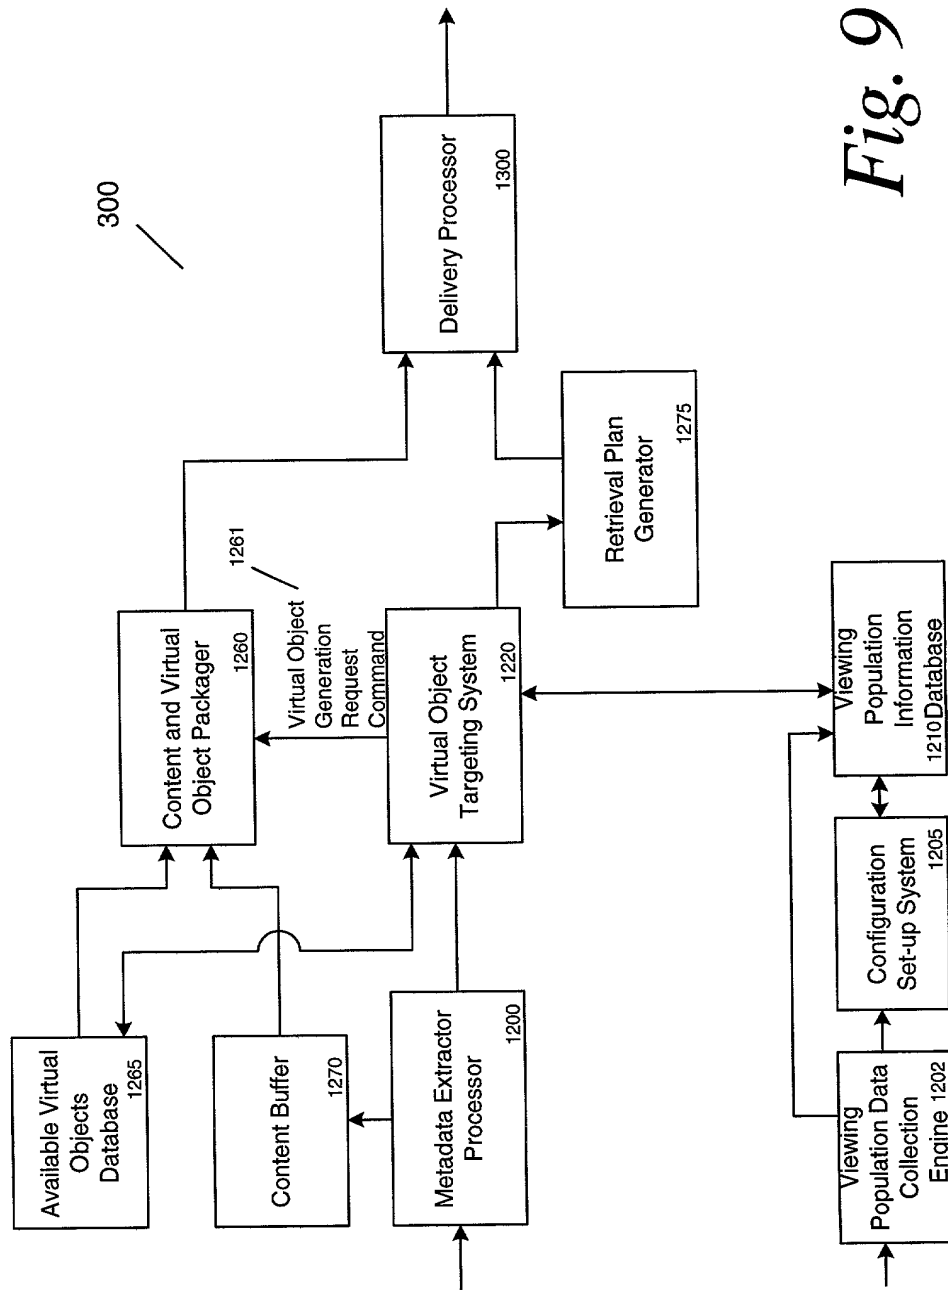 300
Available Virtual
Objects
Database
1265
Content Buffer
1270
Metadata Extractor
Processor
1200
Content and Virtual
Object Packager
1260
1261
Virtual Object
Generation
Request
Command
Virtual Object
Targeting System
1220
Retrieval Plan
Generator
1275
Delivery Processor
1300
Viewing
Population Data
Collection
Engine 1202
Configuration
Set-up System
1205
Viewing
Population
Information
1210Database
Fig. 9